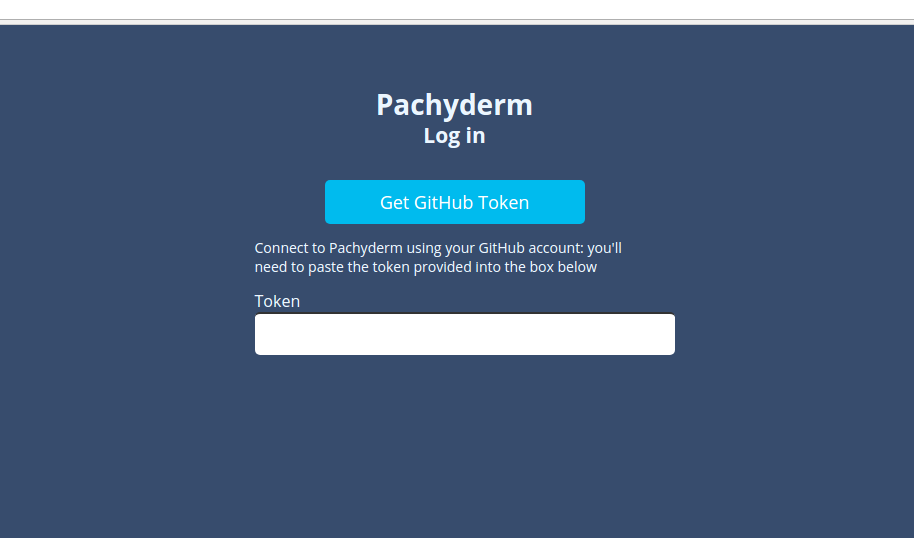 Pachyderm
Log in
Get GitHub Token
Connect to Pachyderm using your GitHub account: you'll
need to paste the token provided into the box below
Token